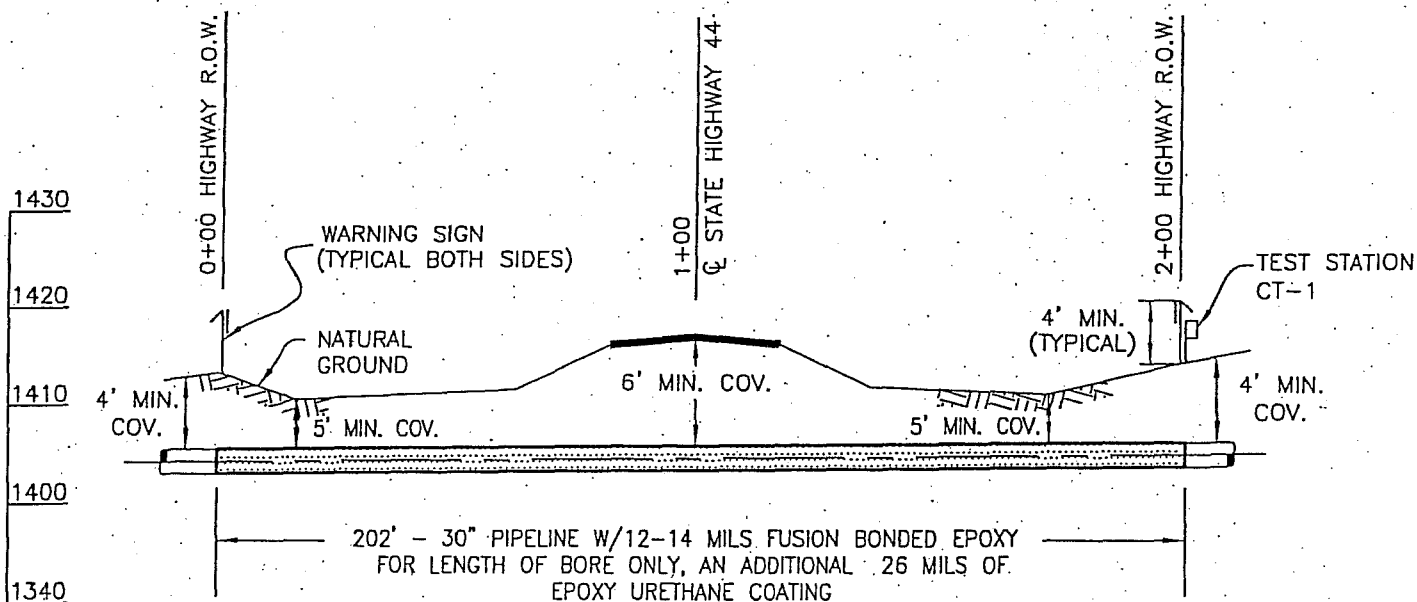 0+00 HIGHWAY R.O.W.
1+00
℄ STATE HIGHWAY 44
2+00 HIGHWAY R.O.W.
1430
WARNING SIGN
(TYPICAL BOTH SIDES)
TEST STATION
CT-1
1420
4' MIN.
(TYPICAL)
NATURAL
GROUND
1410
4' MIN.
COV.
5' MIN. COV.
6' MIN. COV.
5' MIN. COV.
4' MIN.
COV.
1400
202' - 30" PIPELINE W/12-14 MILS FUSION BONDED EPOXY
FOR LENGTH OF BORE ONLY, AN ADDITIONAL 26 MILS OF
EPOXY URETHANE COATING
1340